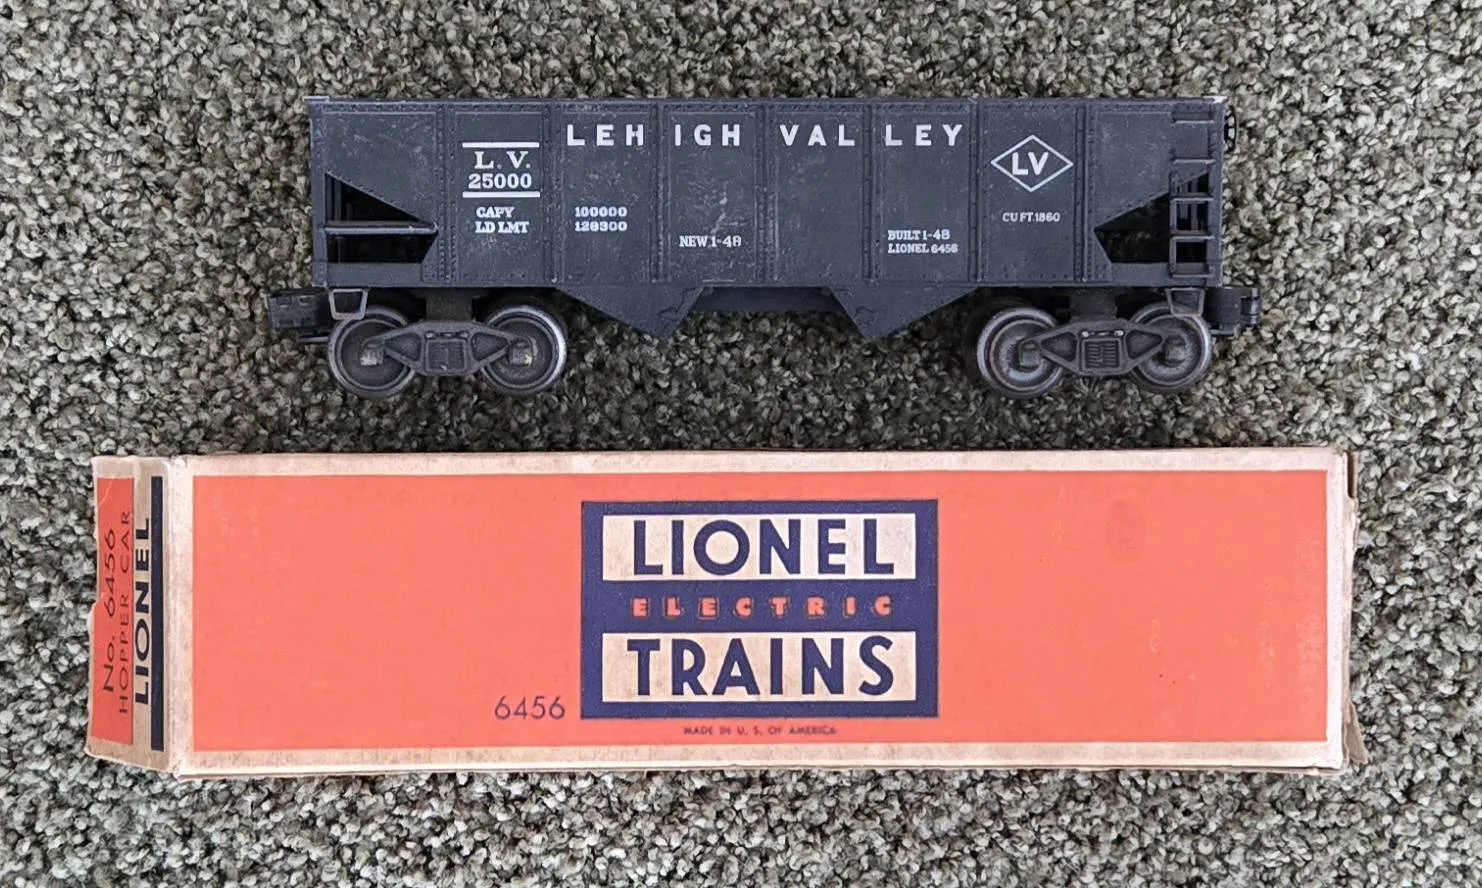 LEHIGH VALLEY
L.V.
25000
CAPY 100000
LD LMT 128300
NEW 1-48
BUILT 1-48
LIONEL 6456
LV
CU FT. 1860
No. 6456
HOPPER CAR
LIONEL
LIONEL
ELECTRIC
TRAINS
6456
MADE IN U. S. OF AMERICA